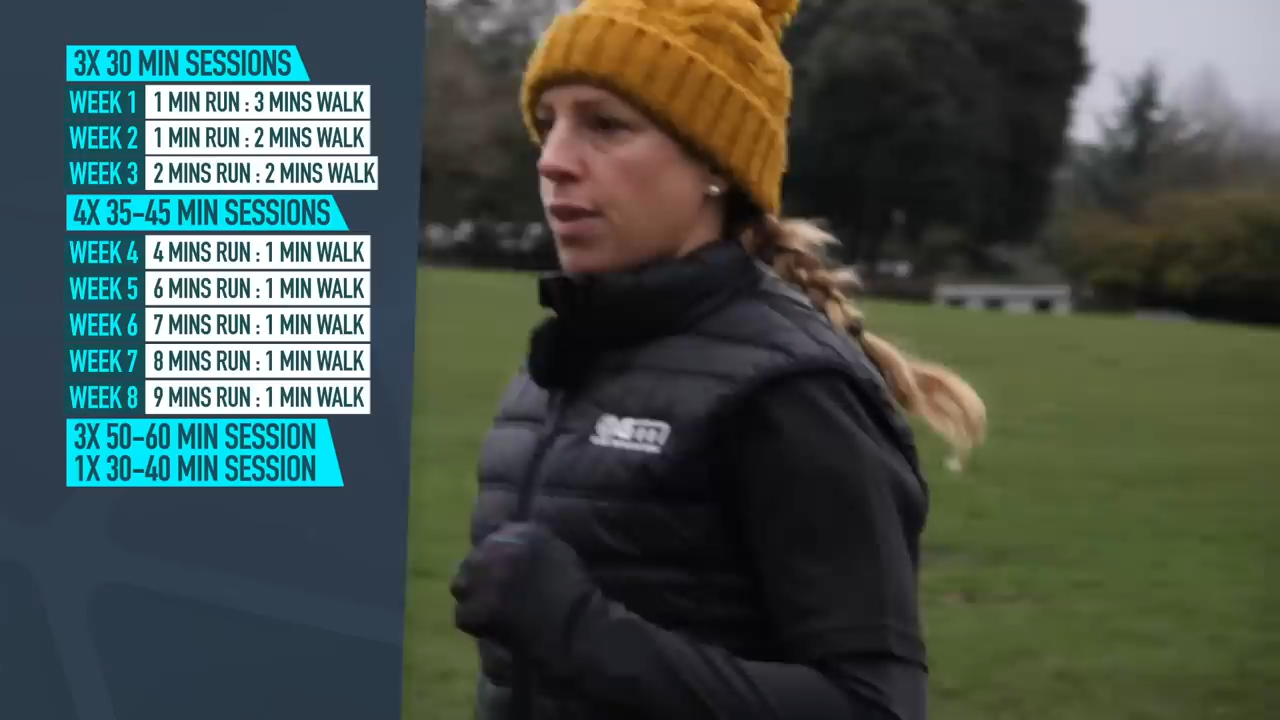 3X 30 MIN SESSIONS
WEEK 1 1 MIN RUN : 3 MINS WALK
WEEK 2 1 MIN RUN : 2 MINS WALK
WEEK 3 2 MINS RUN : 2 MINS WALK
4X 35-45 MIN SESSIONS
WEEK 4 4 MINS RUN : 1 MIN WALK
WEEK 5 6 MINS RUN : 1 MIN WALK
WEEK 6 7 MINS RUN : 1 MIN WALK
WEEK 7 8 MINS RUN : 1 MIN WALK
WEEK 8 9 MINS RUN : 1 MIN WALK
3X 50-60 MIN SESSION
1X 30-40 MIN SESSION